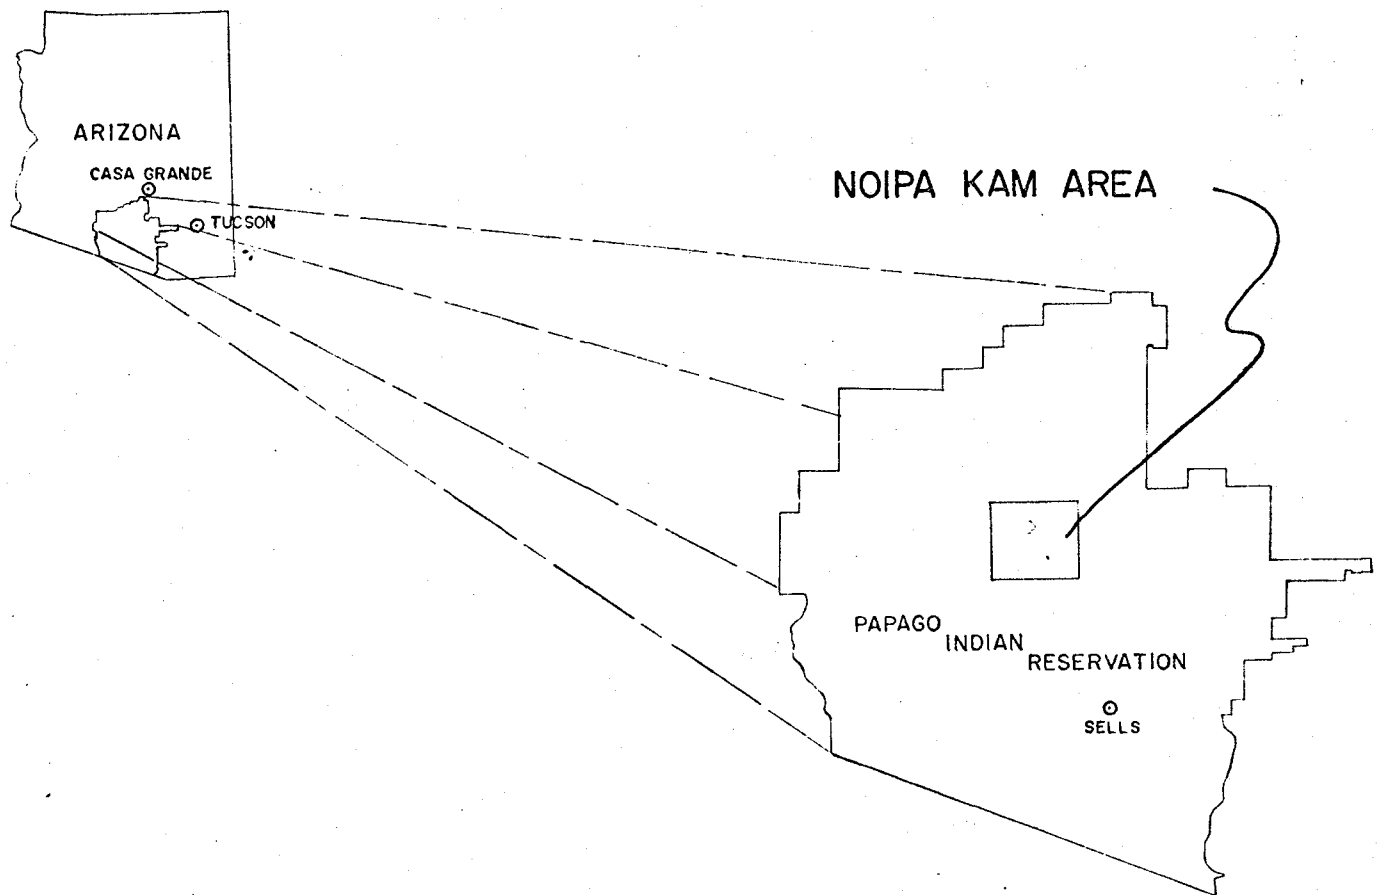 ARIZONA
CASA GRANDE
TUCSON
NOIPA KAM AREA
PAPAGO INDIAN RESERVATION
SELLS